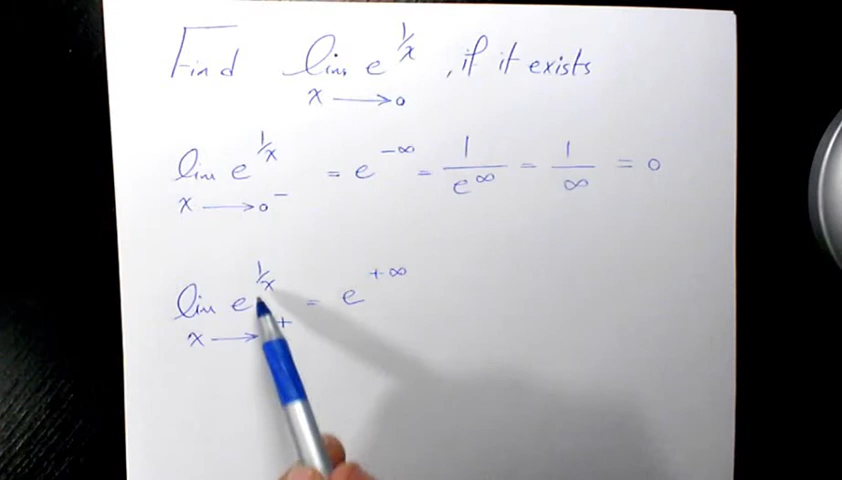 Find lim e^{1/x}, if it exists
x → 0
lim e^{1/x} = e^{-∞} = 1/e^{∞} = 1/∞ = 0
x → 0⁻
lim e^{1/x} = e^{+∞}
x → ⁺